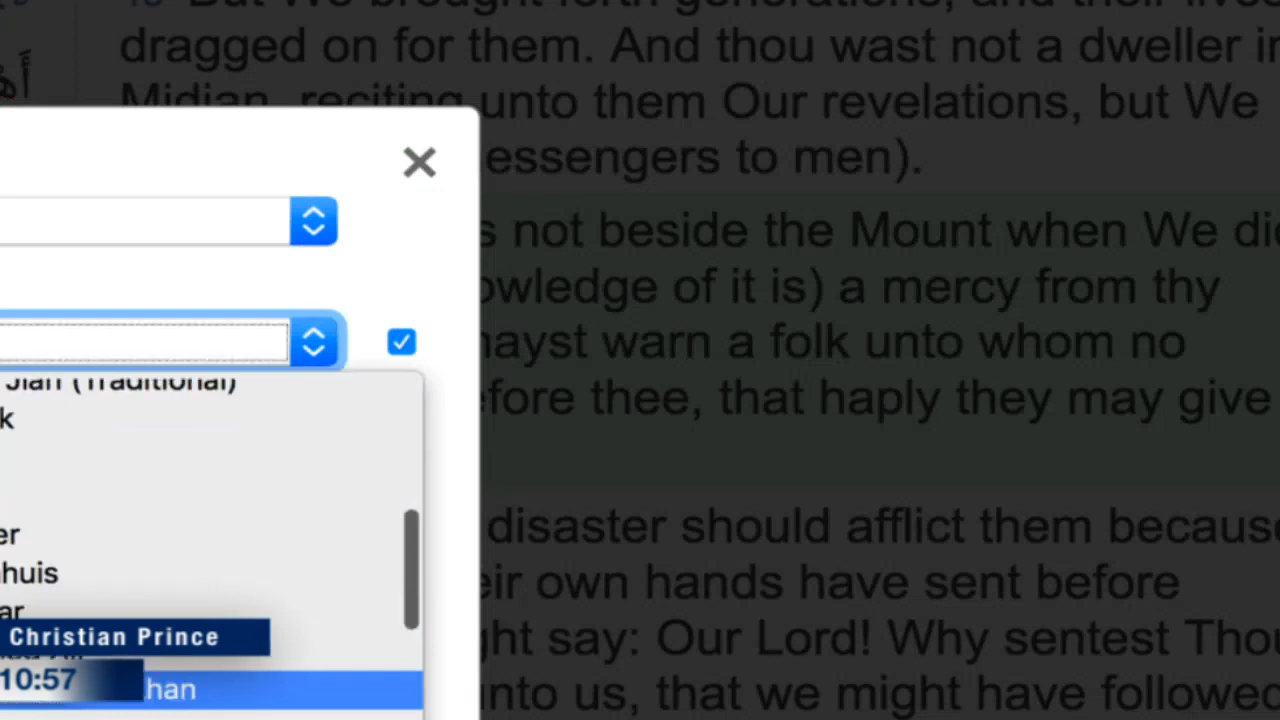 dragged on for them. And thou wast not a dweller in
Midian, reciting unto them Our revelations, but We
essengers to men).
s not beside the Mount when We did
owledge of it is) a mercy from thy
mayst warn a folk unto whom no
efore thee, that haply they may give
disaster should afflict them because
eir own hands have sent before
ght say: Our Lord! Why sentest Thou
unto us, that we might have followed
Jian (Traditional)
k
er
huis
ar
Christian Prince
10:57
han